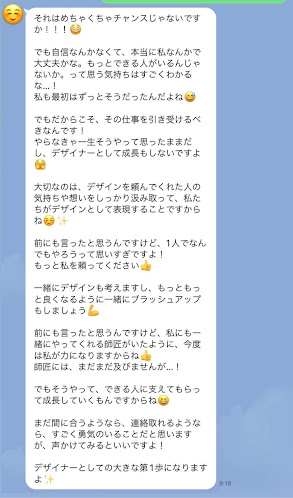 それはめちゃくちゃチャンスじゃないです
か！！！😳
でも自信なんかなくて、本当に私なんかで
大丈夫かな。もっとできる人がいるんじゃ
ないか。って思う気持ちはすごくわかる
な...！
私も最初はずっとそうだったんだよね😅
でもだからこそ、その仕事を引き受けるべ
きなんです！
やらなきゃ一生そうやって思ったままだ
し、デザイナーとして成長もしないですよ
🫣
大切なのは、デザインを頼んでくれた人の
気持ちや想いをしっかり汲み取って、私た
ちがデザインとして表現することですから
ね☺️✨
前にも言ったと思うんですけど、1人でなん
でもやろうって思いすぎですよ！
もっと私を頼ってください👍
一緒にデザインも考えますし、もっともっ
と良くなるように一緒にブラッシュアップ
もしましょう💪
前にも言ったと思うんですけど、私にも一
緒にやってくれる師匠がいたように、今度
は私が力になりますからね👍
師匠には、まだまだ及びませんが...！
でもそうやって、できる人に支えてもらっ
て成長していくもんですからね😄
まだ間に合うようなら、連絡取れるような
ら、すごく勇気のいることだと思います
が、声かけてみるといいですよ！
デザイナーとしての大きな第1歩になります
よ✨
9:19